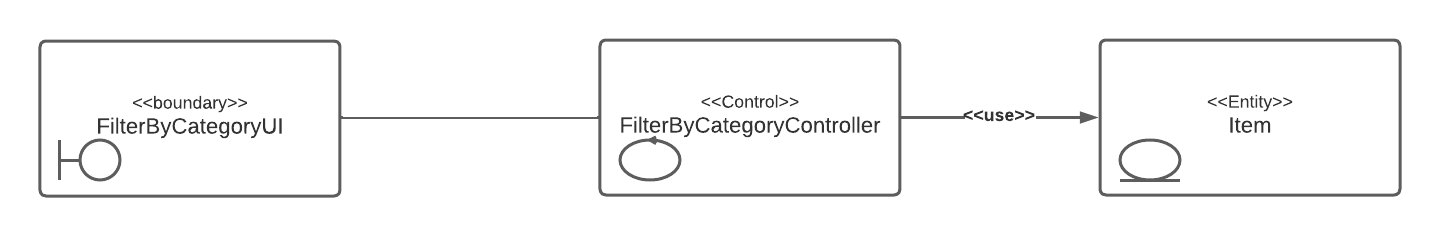 <<boundary>>
FilterByCategoryUI
<<Control>>
FilterByCategoryController
<<use>>
<<Entity>>
Item